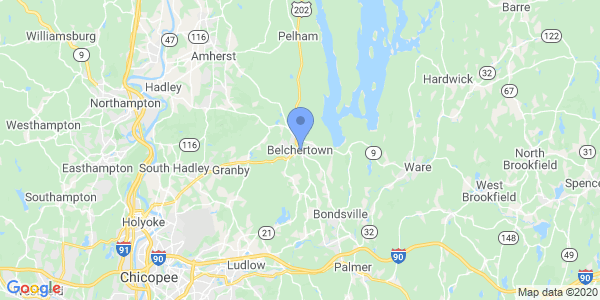 202
Barre
Williamsburg
Pelham
47
116
122
9
Amherst
Hardwick
32
Hadley
67
Northampton
Westhampton
116
Belchertown
9
North
Brookfield
Easthampton
South Hadley
Granby
Ware
Southampton
West
Brookfield
Spence
Holyoke
Bondsville
21
32
148
91
90
90
49
Ludlow
Palmer
Chicopee
90
Google
Map data ©2020